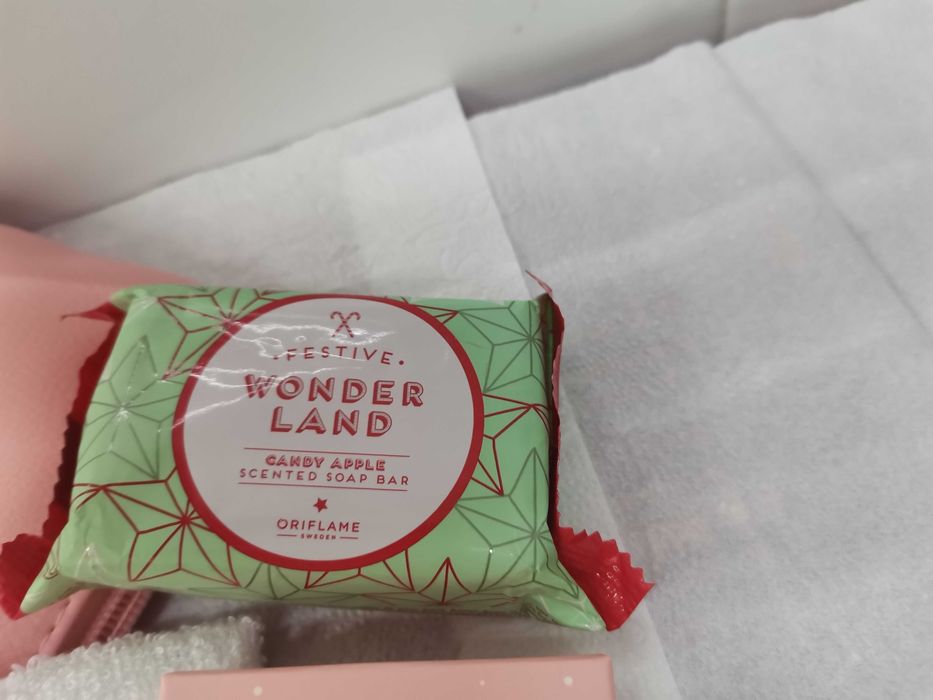 • FESTIVE •
WONDER
LAND
CANDY APPLE
SCENTED SOAP BAR
ORIFLAME
SWEDEN